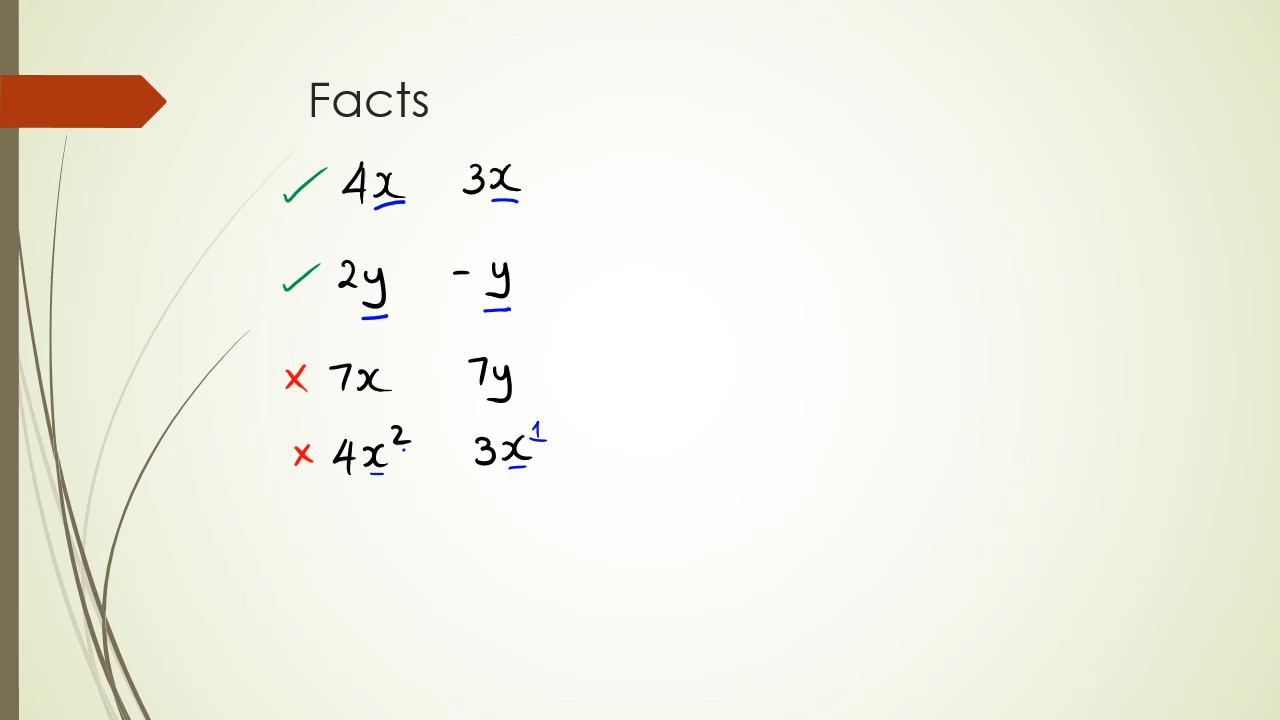 Facts
✓ 4x 3x
✓ 2y - y
× 7x 7y
× 4x² 3x¹